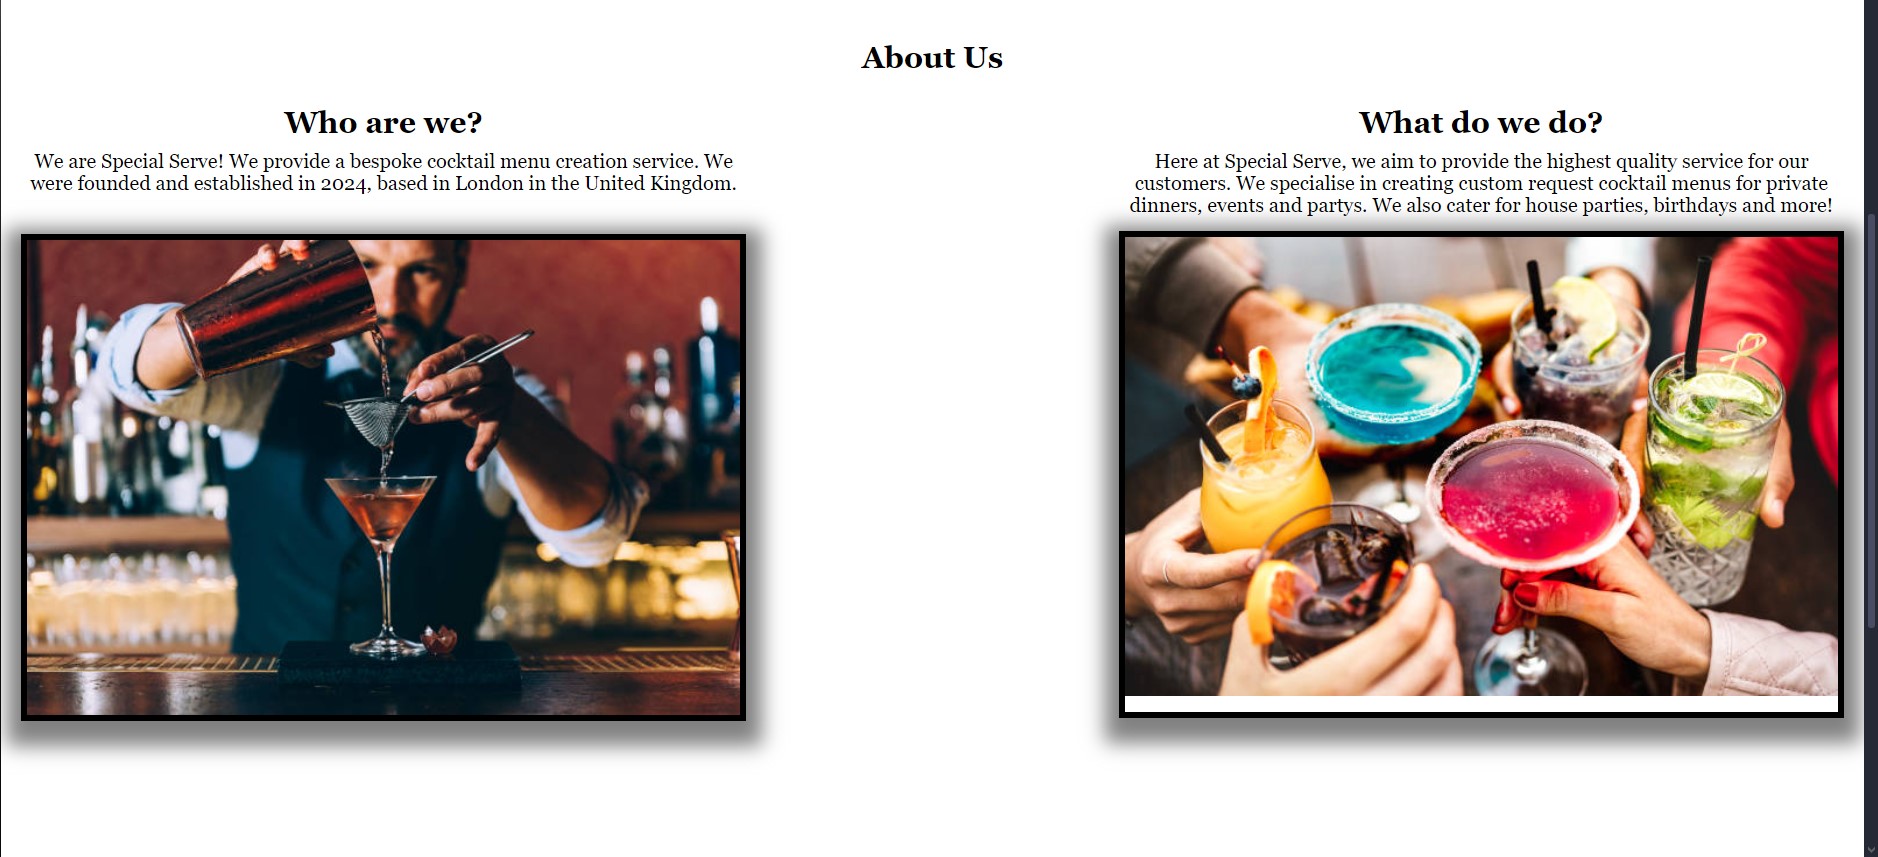 About Us
Who are we?
We are Special Serve! We provide a bespoke cocktail menu creation service. We
were founded and established in 2024, based in London in the United Kingdom.
What do we do?
Here at Special Serve, we aim to provide the highest quality service for our
customers. We specialise in creating custom request cocktail menus for private
dinners, events and partys. We also cater for house parties, birthdays and more!